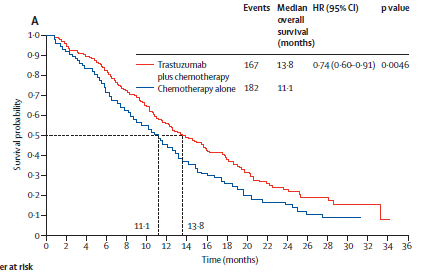 Events Median HR (95% CI) p value
overall
survival
(months)
A
Trastuzumab 167 13·8 0·74 (0·60–0·91) 0·0046
plus chemotherapy
Chemotherapy alone 182 11·1
Survival probability
1·0
0·9
0·8
0·7
0·6
0·5
0·4
0·3
0·2
0·1
0
11·1 13·8
0 2 4 6 8 10 12 14 16 18 20 22 24 26 28 30 32 34 36
Time (months)
er at risk